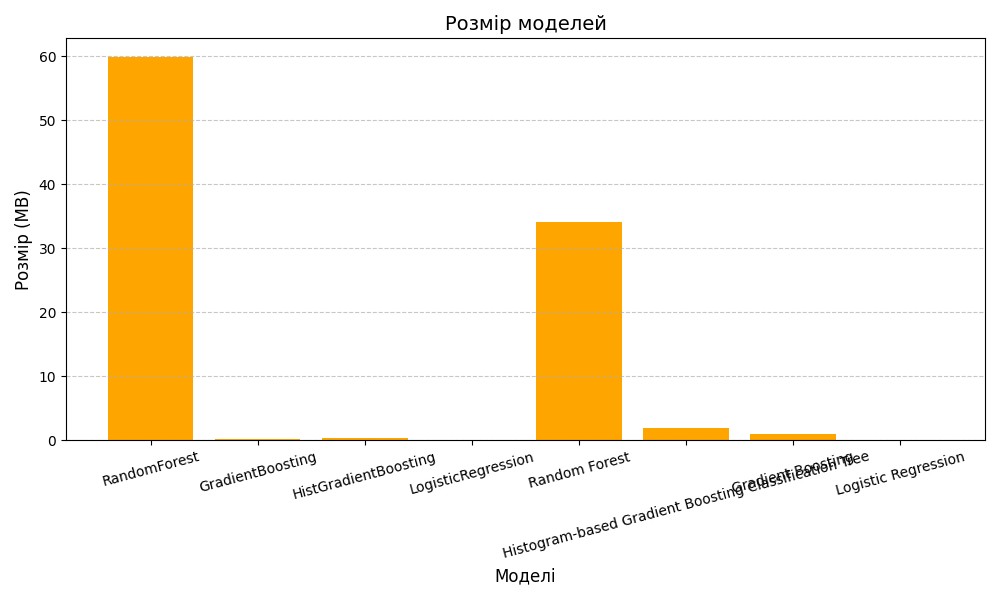 Розмір моделей
Розмір (MB)
60
50
40
30
20
10
0
RandomForest
GradientBoosting
HistGradientBoosting
LogisticRegression
Random Forest
Histogram-based Gradient Boosting Classification Tree
Gradient Boosting
Logistic Regression
Моделі